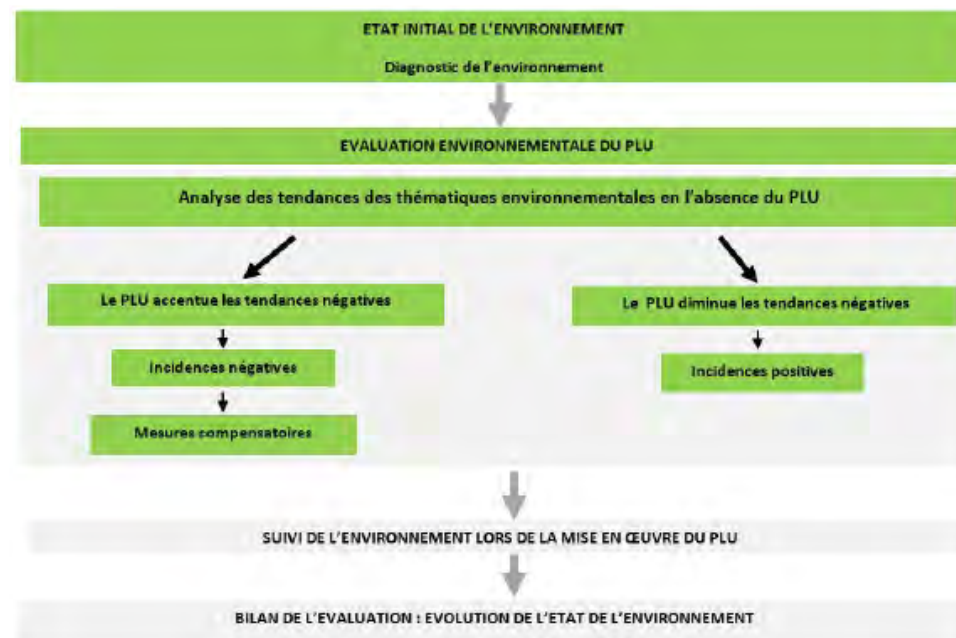 ETAT INITIAL DE L'ENVIRONNEMENT
Diagnostic de l'environnement
EVALUATION ENVIRONNEMENTALE DU PLU
Analyse des tendances des thématiques environnementales en l'absence du PLU
Le PLU accentue les tendances négatives
Le PLU diminue les tendances négatives
Incidences négatives
Incidences positives
Mesures compensatoires
SUIVI DE L'ENVIRONNEMENT LORS DE LA MISE EN ŒUVRE DU PLU
BILAN DE L'EVALUATION : EVOLUTION DE L'ETAT DE L'ENVIRONNEMENT